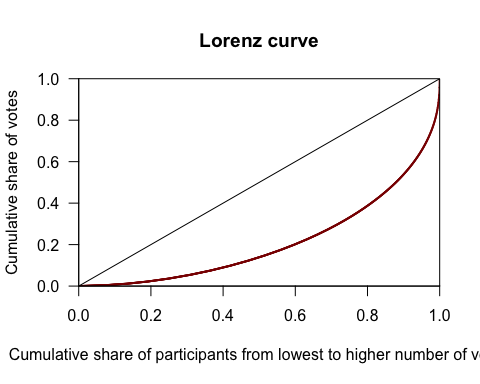 Lorenz curve
Cumulative share of votes
1.0
0.8
0.6
0.4
0.2
0.0
0.0 0.2 0.4 0.6 0.8 1.0
Cumulative share of participants from lowest to higher number of